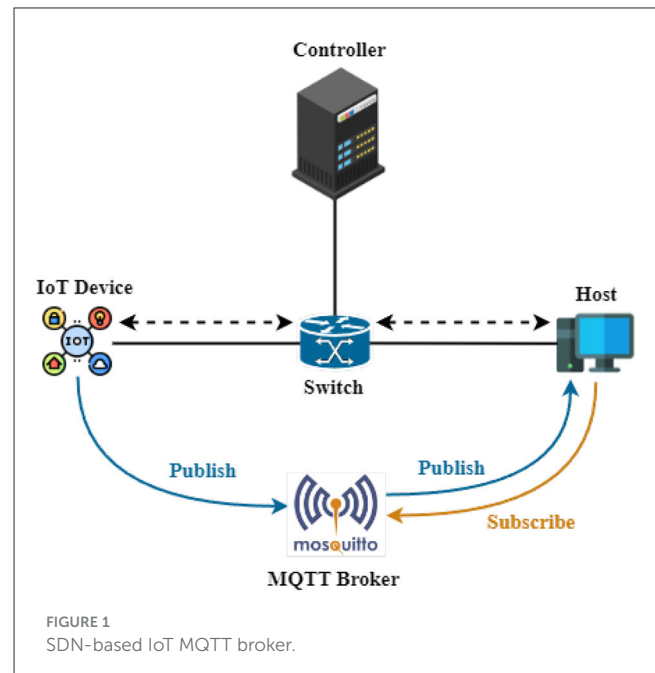 Controller
IoT Device
Host
IOT
Switch
Publish
Publish
Subscribe
mosquitto
MQTT Broker
FIGURE 1
SDN-based IoT MQTT broker.